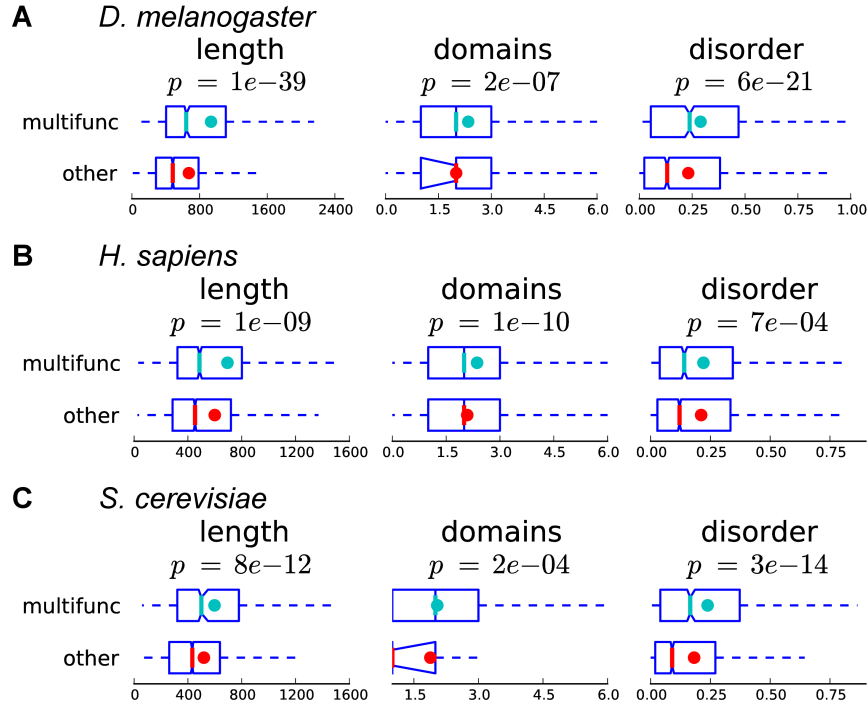 A D. melanogaster
length domains disorder
p = 1e−39 p = 2e−07 p = 6e−21
multifunc
other
0 800 1600 2400 0.0 1.5 3.0 4.5 6.0 0.00 0.25 0.50 0.75 1.00
B H. sapiens
length domains disorder
p = 1e−09 p = 1e−10 p = 7e−04
multifunc
other
0 400 800 1200 1600 0.0 1.5 3.0 4.5 6.0 0.00 0.25 0.50 0.75
C S. cerevisiae
length domains disorder
p = 8e−12 p = 2e−04 p = 3e−14
multifunc
other
0 400 800 1200 1600 1.5 3.0 4.5 6.0 0.00 0.25 0.50 0.75